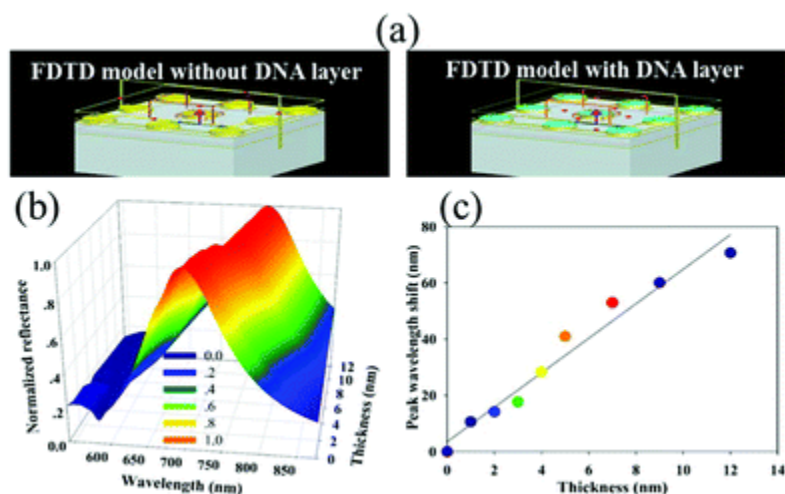 (a)
FDTD model without DNA layer
FDTD model with DNA layer
(b)
Normalized reflectance
1.0
.8
.6
.4
.2
0.0
0.0
.2
.4
.6
.8
1.0
600 650 700 750 800 850
Wavelength (nm)
12
10
8
6
4
2
0
Thickness (nm)
(c)
Peak wavelength shift (nm)
80
60
40
20
0
0 2 4 6 8 10 12 14
Thickness (nm)